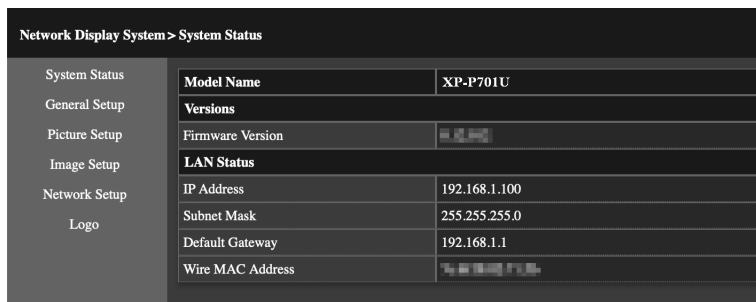 Network Display System > System Status
System Status
General Setup
Picture Setup
Image Setup
Network Setup
Logo
Model Name XP-P701U
Versions
Firmware Version
LAN Status
IP Address 192.168.1.100
Subnet Mask 255.255.255.0
Default Gateway 192.168.1.1
Wire MAC Address